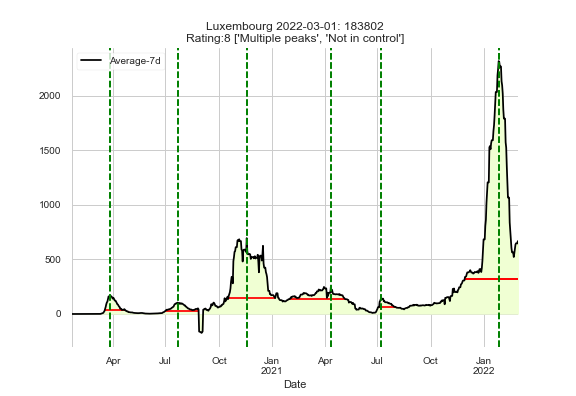 Luxembourg 2022-03-01: 183802
Rating:8 ['Multiple peaks', 'Not in control']
Average-7d
2000
1500
1000
500
0
Apr Jul Oct Jan Apr Jul Oct Jan
2021 2022
Date